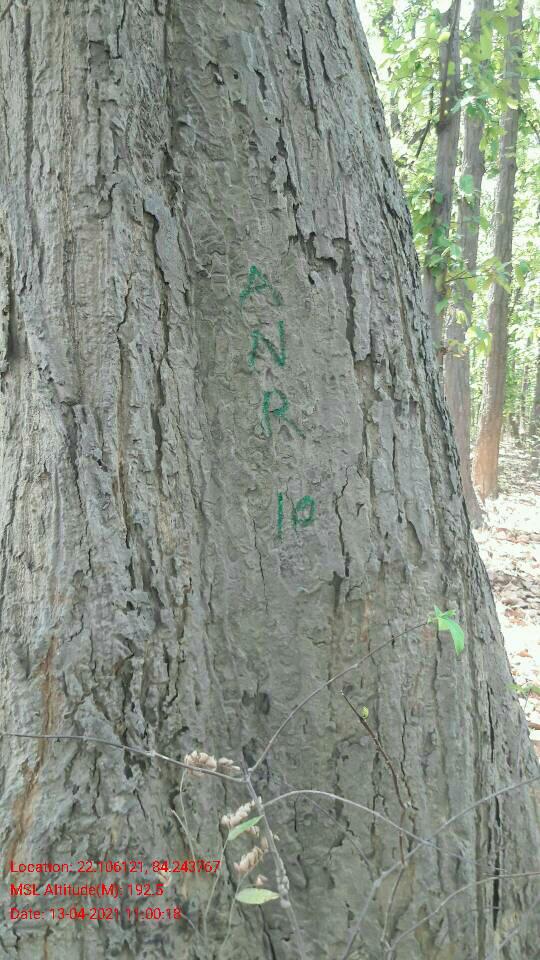 A
N
R
10
Location: 22.106121, 84.243767
MSL Altitude(M): 192.5
Date: 13-04-2021 11:00:18